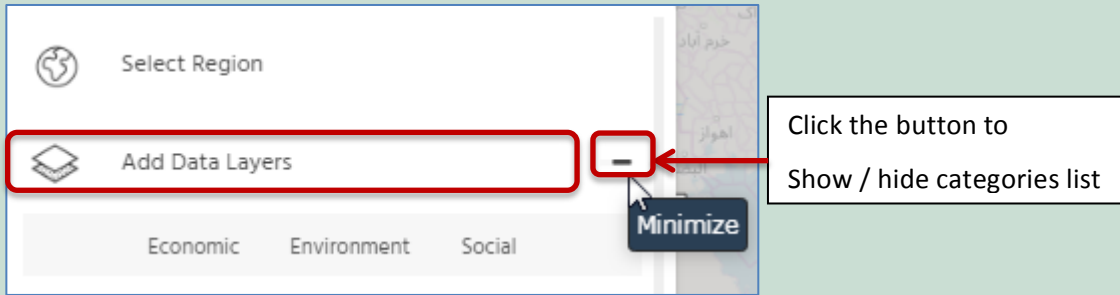 Select Region
خرم آباد
Add Data Layers
اهواز
Click the button to
Show / hide categories list
Minimize
Economic Environment Social